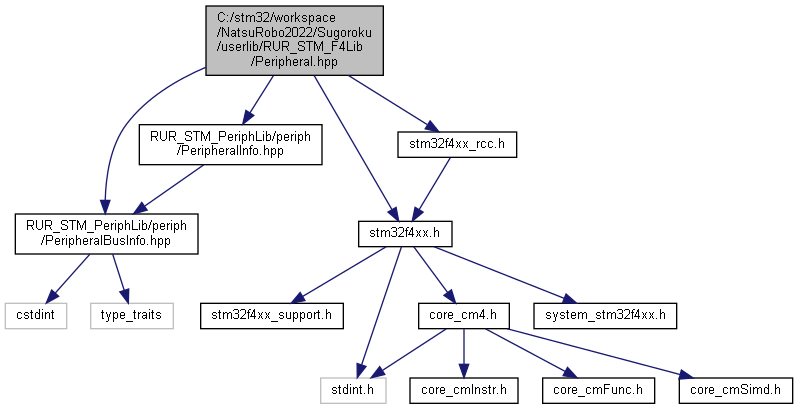 C:/stm32/workspace
/NatsuRobo2022/Sugoroku
/userlib/RUR_STM_F4Lib
/Peripheral.hpp
RUR_STM_PeriphLib/periph
/PeripheralInfo.hpp
stm32f4xx_rcc.h
RUR_STM_PeriphLib/periph
/PeripheralBusInfo.hpp
stm32f4xx.h
cstdint
type_traits
stm32f4xx_support.h
core_cm4.h
system_stm32f4xx.h
stdint.h
core_cmInstr.h
core_cmFunc.h
core_cmSimd.h